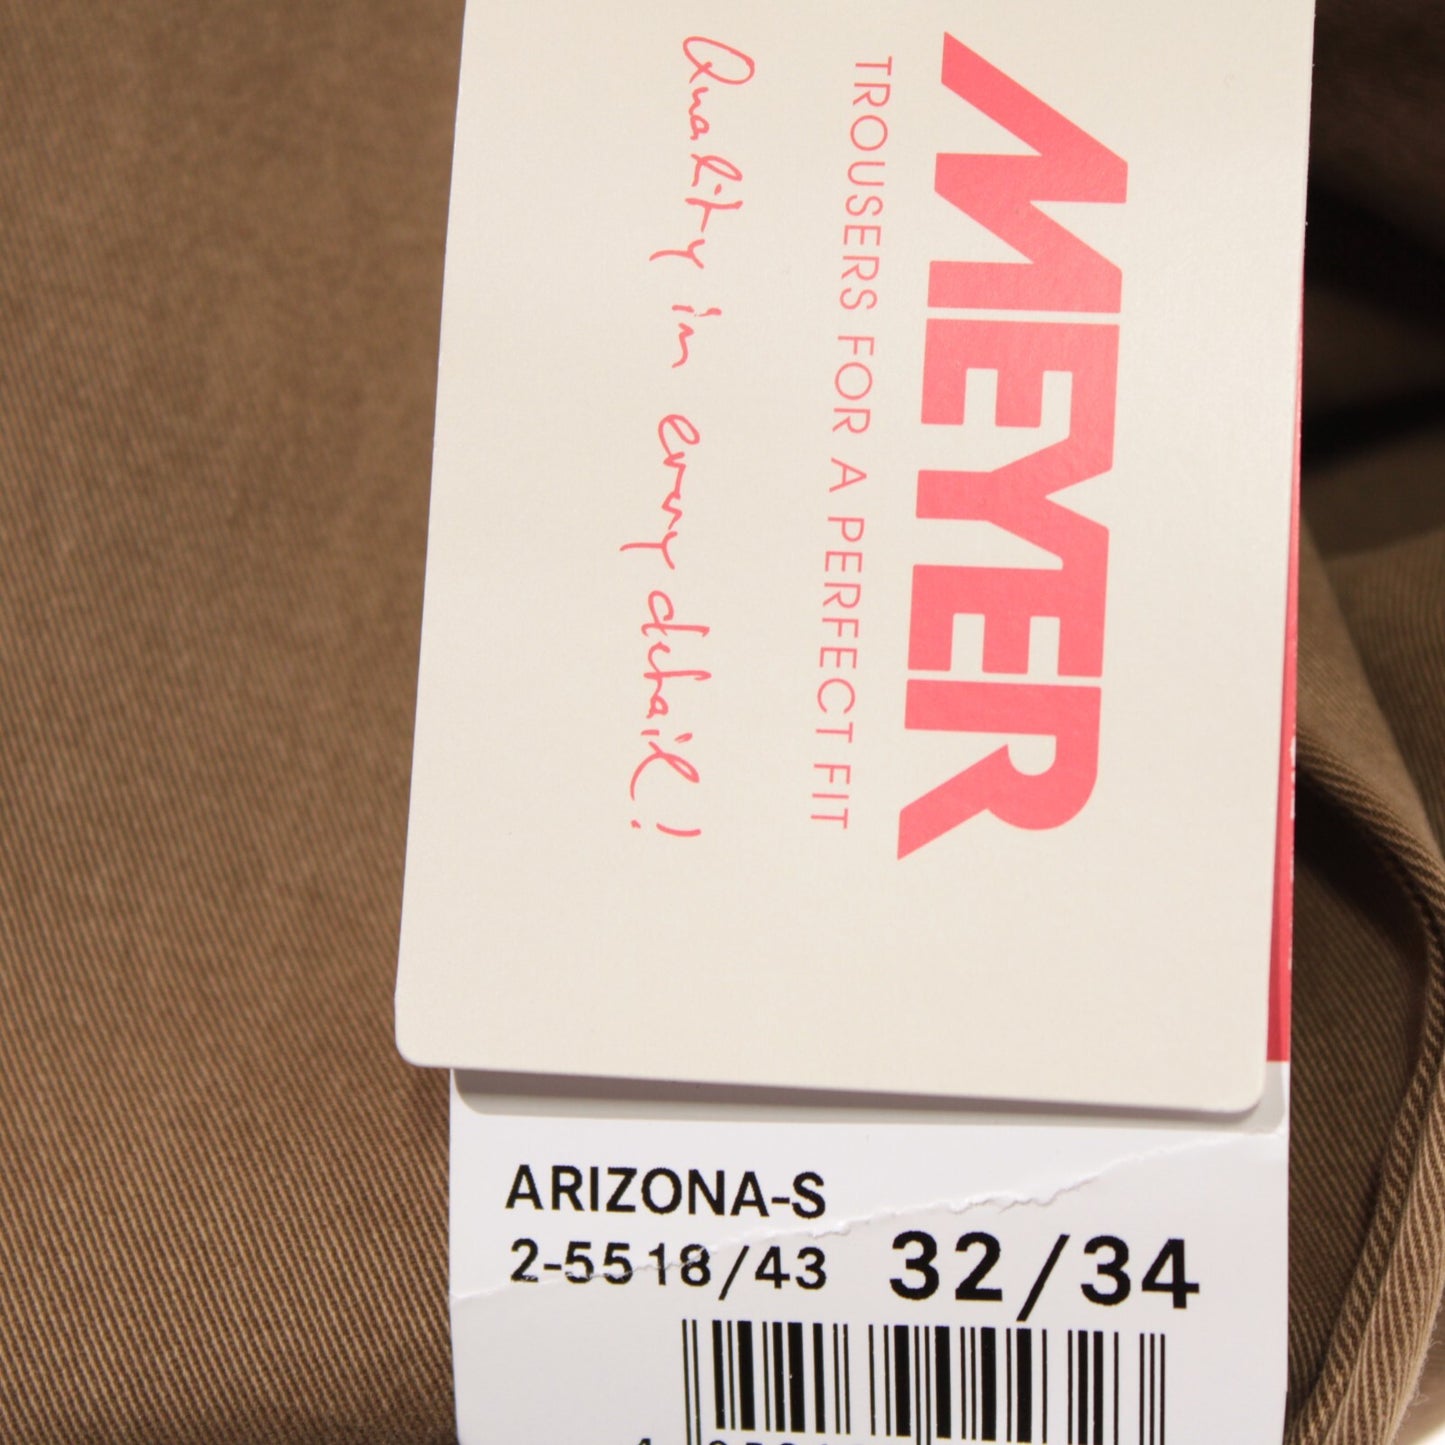 MEYER
TROUSERS FOR A PERFECT FIT
Quality in every detail!
ARIZONA-S
2-5518/43 32/34